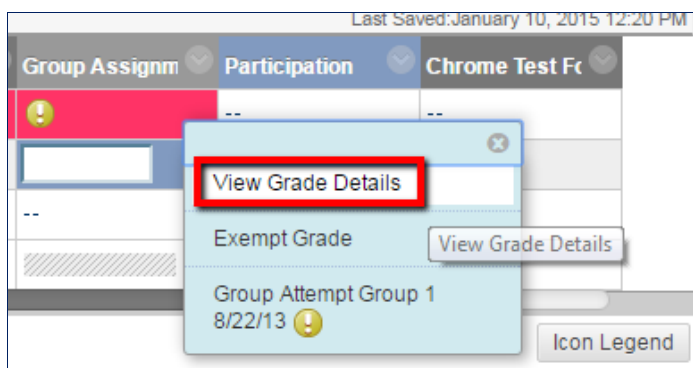 Last Saved:January 10, 2015 12:20 PM
Group Assignm Participation Chrome Test Fo
-- --
View Grade Details
--
Exempt Grade
View Grade Details
Group Attempt Group 1
8/22/13
Icon Legend